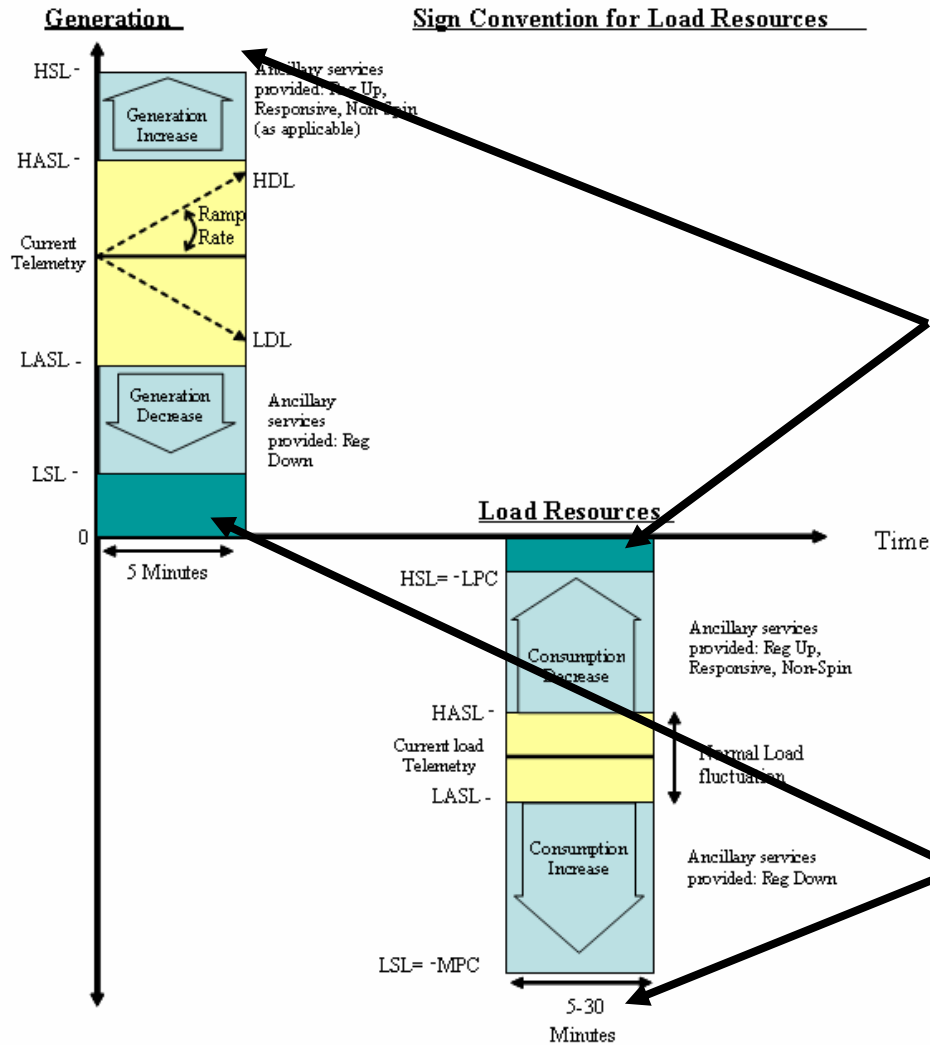 Generation
Sign Convention for Load Resources
HSL -
Ancillary services
provided: Reg Up,
Responsive, Non-Spin
(as applicable)
Generation
Increase
HASL -
HDL
Ramp
Rate
Current
Telemetry
LDL
LASL -
Generation
Decrease
Ancillary
services
provided: Reg
Down
LSL -
Load Resources
0
Time
5 Minutes
HSL= -LPC
Ancillary services
provided: Reg Up,
Responsive, Non-Spin
Consumption
Decrease
HASL -
Current load
Telemetry
Normal Load
fluctuation
LASL -
Consumption
Increase
Ancillary services
provided: Reg Down
LSL= -MPC
5-30
Minutes